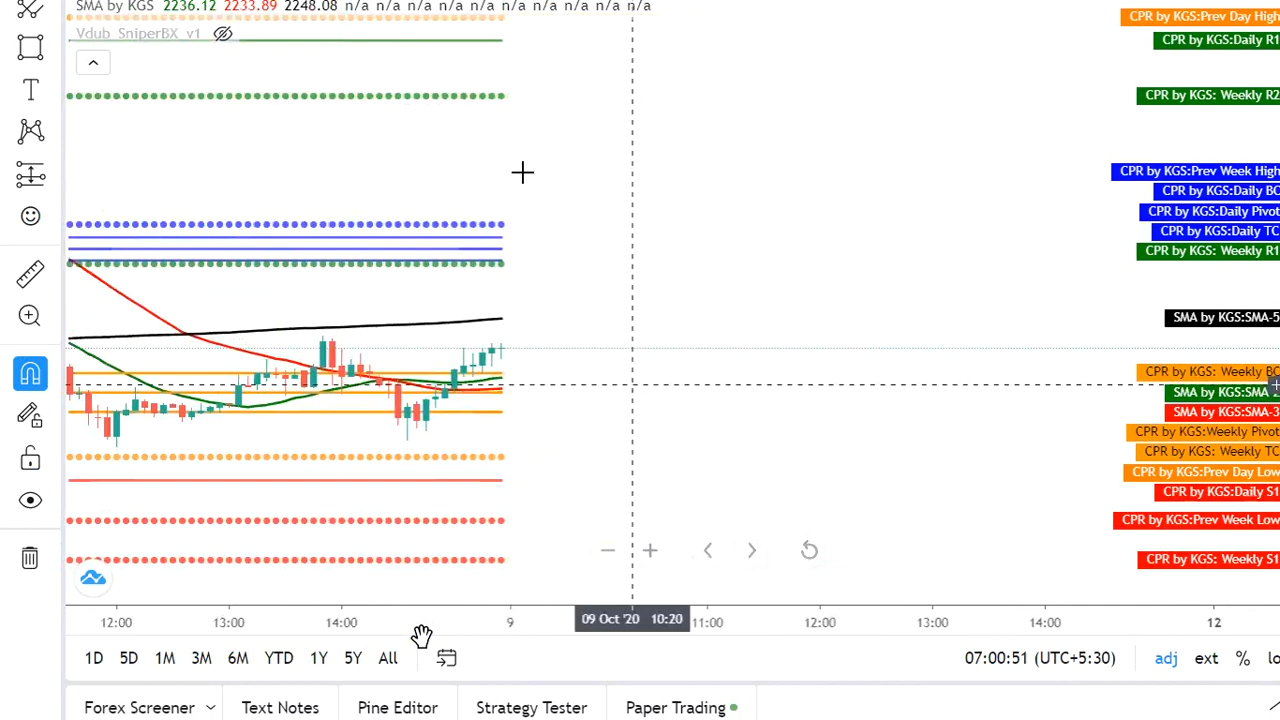 SMA by KGS 2236.12 2233.89 2248.08 n/a n/a n/a n/a n/a n/a n/a n/a n/a n/a
Vdub_SniperBX_v1
CPR by KGS:Prev Day High
CPR by KGS:Daily R1
CPR by KGS: Weekly R2
CPR by KGS:Prev Week High
CPR by KGS:Daily BC
CPR by KGS:Daily Pivot
CPR by KGS:Daily TC
CPR by KGS: Weekly R1
SMA by KGS:SMA-5
CPR by KGS: Weekly BC
SMA by KGS:SMA-2
SMA by KGS:SMA-3
CPR by KGS:Weekly Pivot
CPR by KGS: Weekly TC
CPR by KGS:Prev Day Low
CPR by KGS:Daily S1
CPR by KGS:Prev Week Low
CPR by KGS: Weekly S1
12:00 13:00 14:00 9 09 Oct '20 10:20 11:00 12:00 13:00 14:00 12
1D 5D 1M 3M 6M YTD 1Y 5Y All 07:00:51 (UTC+5:30) adj ext %
Forex Screener Text Notes Pine Editor Strategy Tester Paper Trading